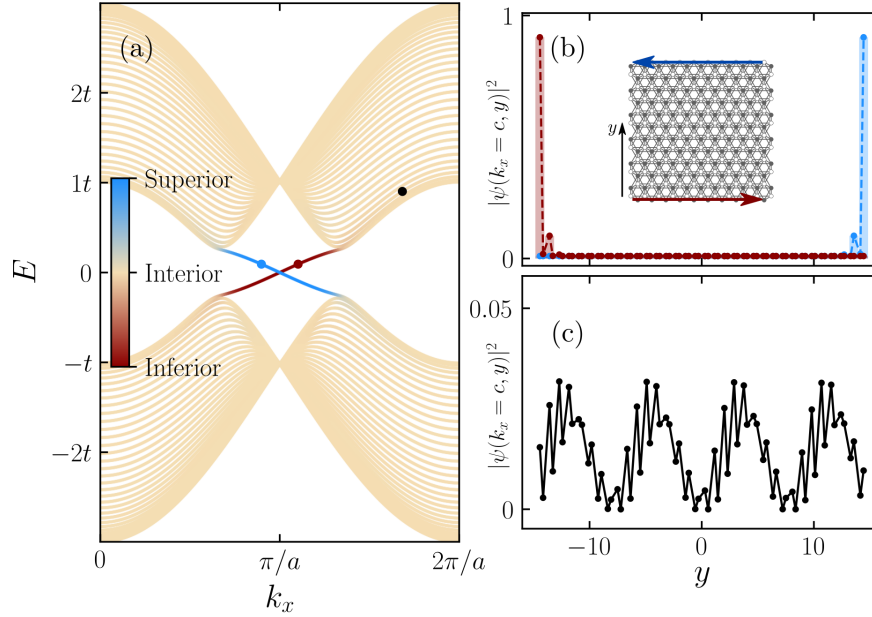 (a)
2t
1t
0
−t
−2t
E
Superior
Interior
Inferior
0
π/a
2π/a
k_x
(b)
1
0
|ψ(k_x = c, y)|²
y
(c)
0.05
0
|ψ(k_x = c, y)|²
−10
0
10
y